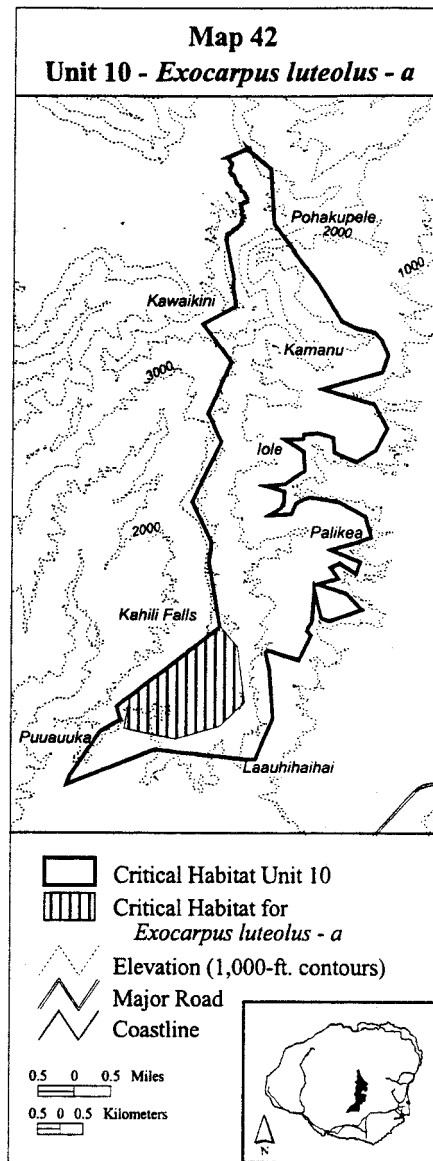 Map 42
Unit 10 - Exocarpus luteolus - a
Pohakupele
2000
1000
Kawaikini
Kamanu
3000
Iole
2000
Palikea
Kahili Falls
Puuauuka
Laauhihaihai
Critical Habitat Unit 10
Critical Habitat for
Exocarpus luteolus - a
Elevation (1,000-ft. contours)
Major Road
Coastline
0.5 0 0.5 Miles
0.5 0 0.5 Kilometers
N